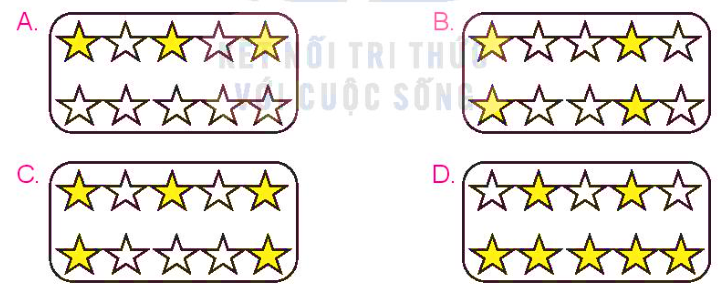 A.
B.
KẾT NỐI TRI THỨC
VỚI CUỘC SỐNG
C.
D.